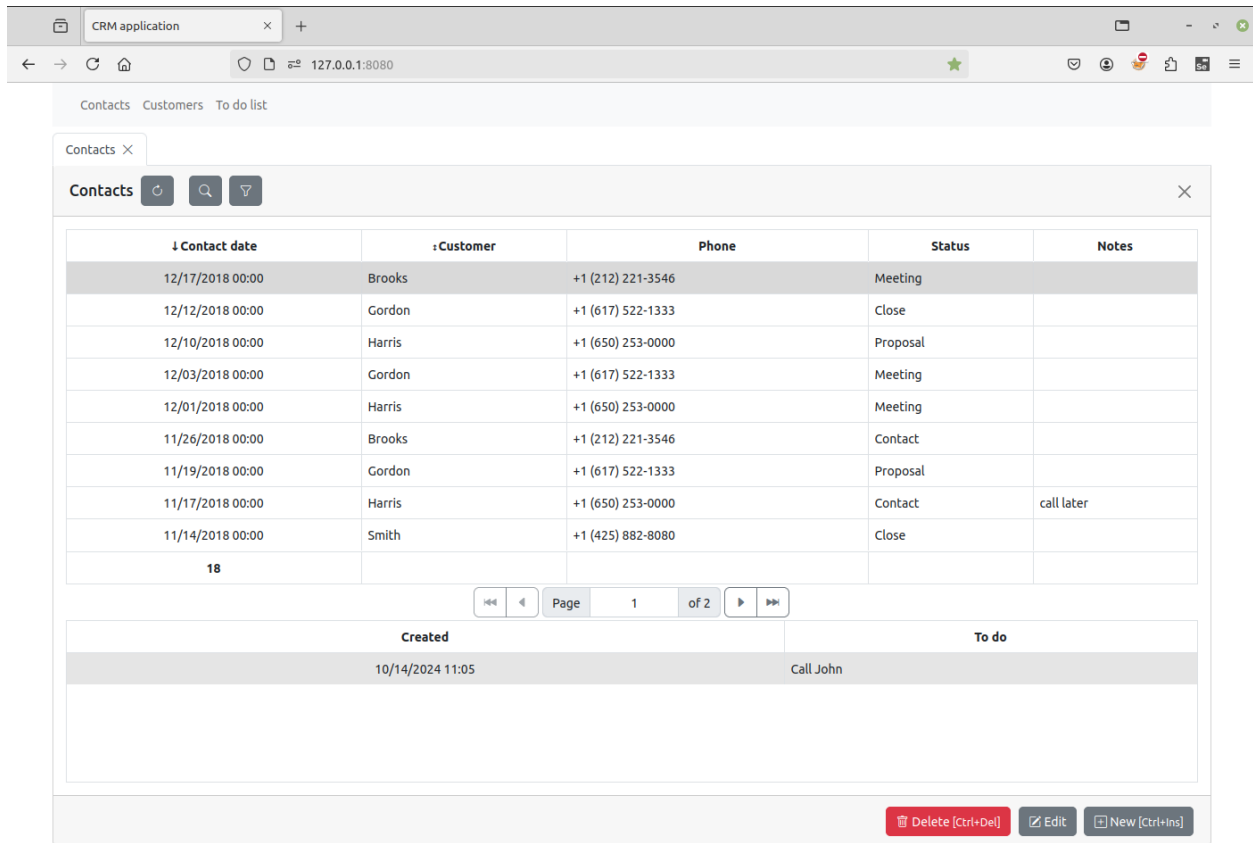 CRM application
127.0.0.1:8080 Se
Contacts Customers To do list
Contacts
Contacts
↓Contact date ↕Customer Phone Status Notes
12/17/2018 00:00 Brooks +1 (212) 221-3546 Meeting
12/12/2018 00:00 Gordon +1 (617) 522-1333 Close
12/10/2018 00:00 Harris +1 (650) 253-0000 Proposal
12/03/2018 00:00 Gordon +1 (617) 522-1333 Meeting
12/01/2018 00:00 Harris +1 (650) 253-0000 Meeting
11/26/2018 00:00 Brooks +1 (212) 221-3546 Contact
11/19/2018 00:00 Gordon +1 (617) 522-1333 Proposal
11/17/2018 00:00 Harris +1 (650) 253-0000 Contact call later
11/14/2018 00:00 Smith +1 (425) 882-8080 Close
18
Page 1 of 2
Created To do
10/14/2024 11:05 Call John
Delete [Ctrl+Del] Edit New [Ctrl+Ins]